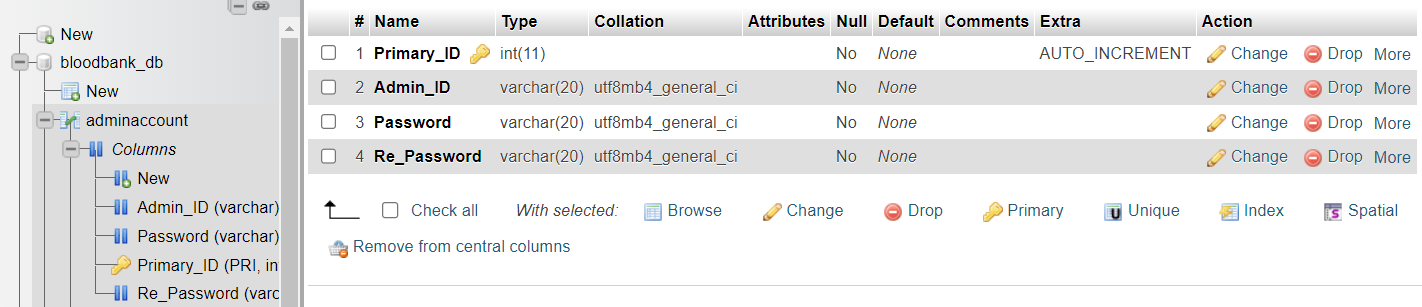 New
bloodbank_db
New
adminaccount
Columns
New
Admin_ID (varchar)
Password (varchar)
Primary_ID (PRI, in
Re_Password (varc
# Name Type Collation Attributes Null Default Comments Extra Action
1 Primary_ID int(11) No None AUTO_INCREMENT Change Drop More
2 Admin_ID varchar(20) utf8mb4_general_ci No None Change Drop More
3 Password varchar(20) utf8mb4_general_ci No None Change Drop More
4 Re_Password varchar(20) utf8mb4_general_ci No None Change Drop More
Check all With selected: Browse Change Drop Primary Unique Index Spatial
Remove from central columns